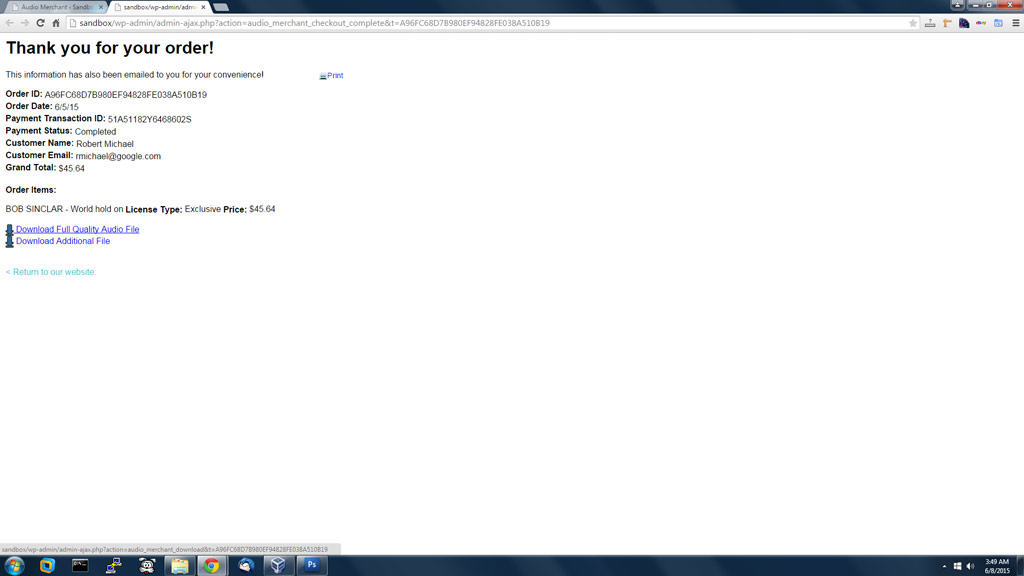 Audio Merchant - Sandb
sandbox/wp-admin/adm
sandbox/wp-admin/admin-ajax.php?action=audio_merchant_checkout_complete&t=A96FC68D7B980EF94828FE038A510B19
Thank you for your order!
This information has also been emailed to you for your convenience!
Print
Order ID: A96FC68D7B980EF94828FE038A510B19
Order Date: 6/5/15
Payment Transaction ID: 51A51182Y6468602S
Payment Status: Completed
Customer Name: Robert Michael
Customer Email: rmichael@google.com
Grand Total: $45.64
Order Items:
BOB SINCLAR - World hold on License Type: Exclusive Price: $45.64
Download Full Quality Audio File
Download Additional File
< Return to our website.
sandbox/wp-admin/admin-ajax.php?action=audio_merchant_download&t=A96FC68D7B980EF94828FE038A510B19
Ps
3:49 AM
6/8/2015